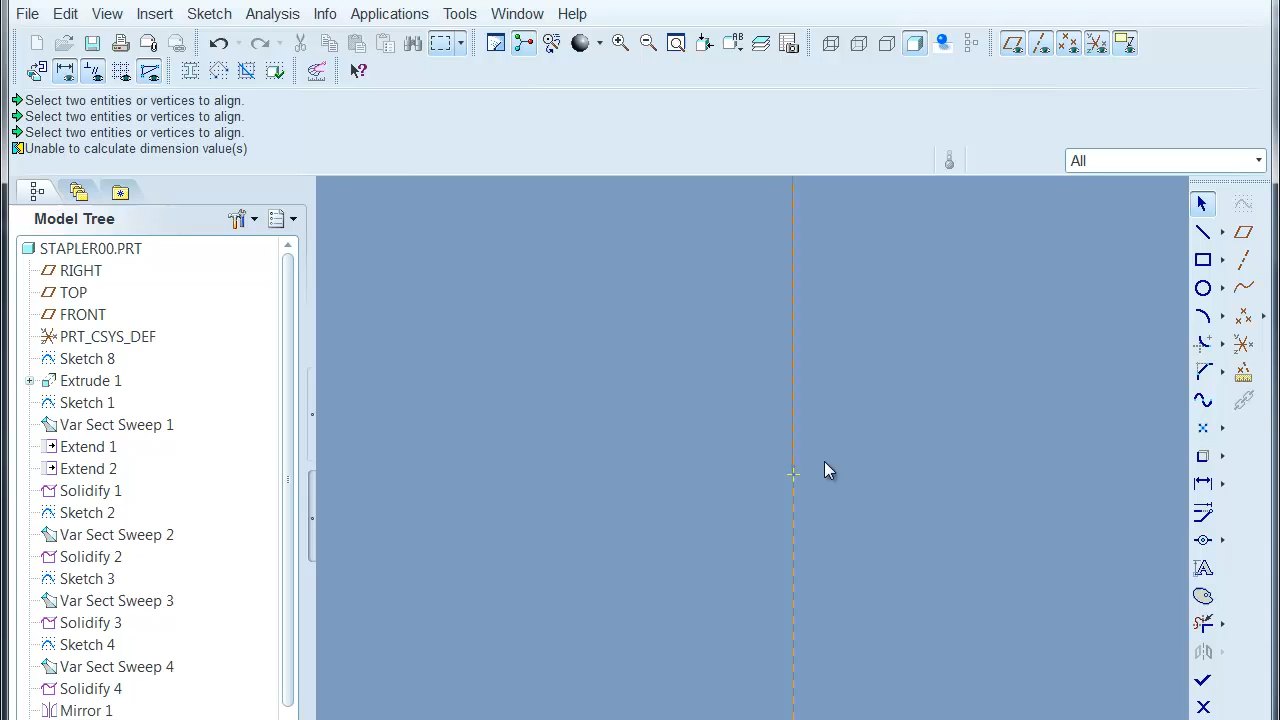 File Edit View Insert Sketch Analysis Info Applications Tools Window Help
Select two entities or vertices to align.
Select two entities or vertices to align.
Select two entities or vertices to align.
Unable to calculate dimension value(s)
All
Model Tree
STAPLER00.PRT
RIGHT
TOP
FRONT
PRT_CSYS_DEF
Sketch 8
Extrude 1
Sketch 1
Var Sect Sweep 1
Extend 1
Extend 2
Solidify 1
Sketch 2
Var Sect Sweep 2
Solidify 2
Sketch 3
Var Sect Sweep 3
Solidify 3
Sketch 4
Var Sect Sweep 4
Solidify 4
Mirror 1